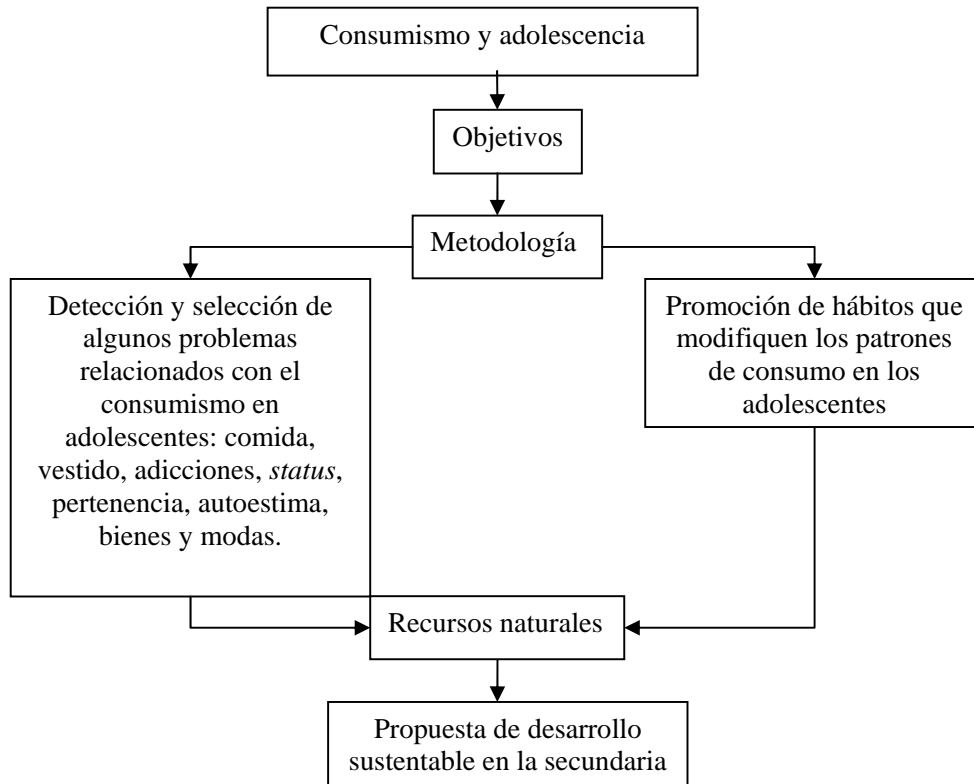 Consumismo y adolescencia
Objetivos
Metodología
Detección y selección de
algunos problemas
relacionados con el
consumismo en
adolescentes: comida,
vestido, adicciones, status,
pertenencia, autoestima,
bienes y modas.
Promoción de hábitos que
modifiquen los patrones
de consumo en los
adolescentes
Recursos naturales
Propuesta de desarrollo
sustentable en la secundaria